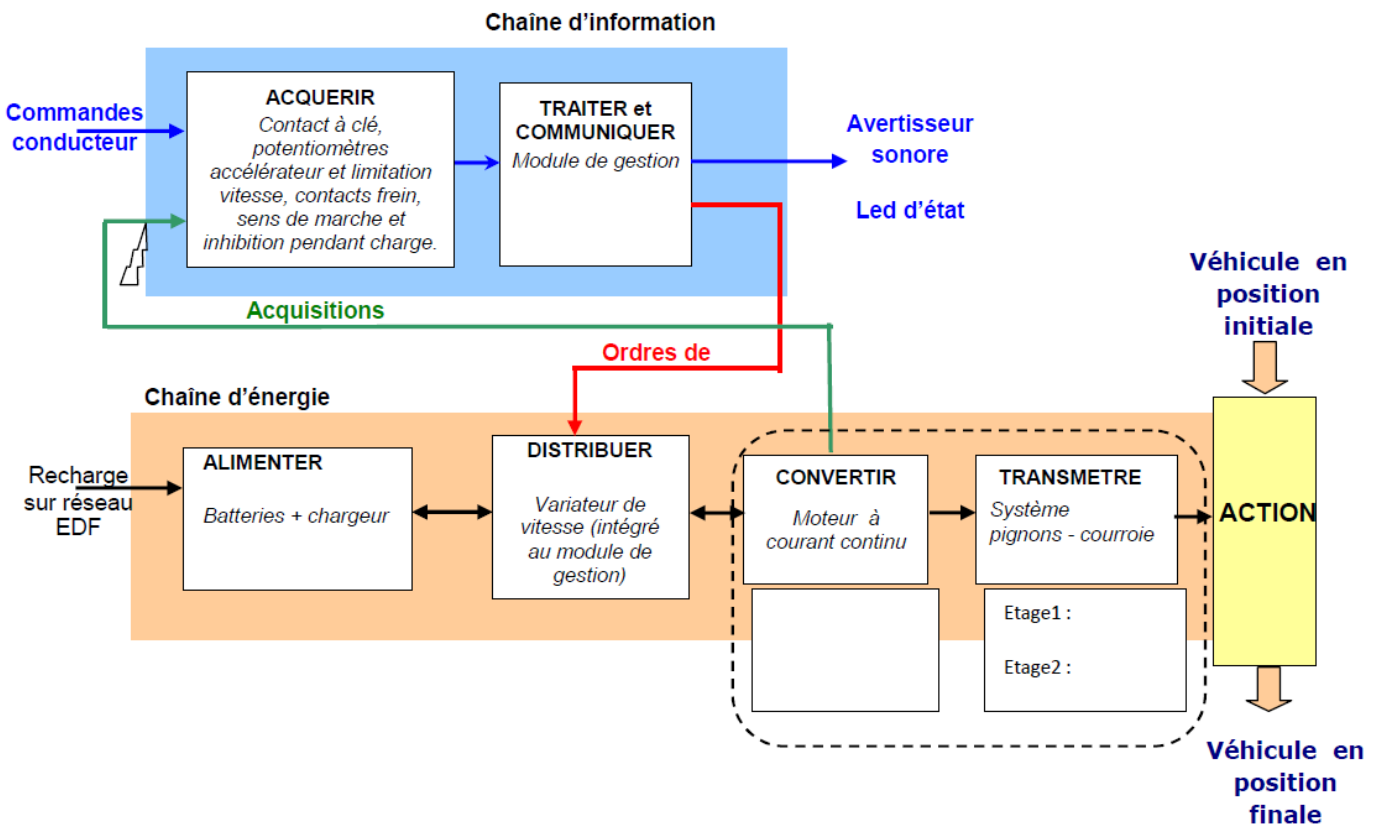 Chaîne d'information
Commandes
conducteur
ACQUERIR
Contact à clé,
potentiomètres
accélérateur et limitation
vitesse, contacts frein,
sens de marche et
inhibition pendant charge.
TRAITER et
COMMUNIQUER
Module de gestion
Avertisseur
sonore
Led d'état
Acquisitions
Ordres de
Véhicule en
position
initiale
Chaîne d'énergie
Recharge
sur réseau
EDF
ALIMENTER
Batteries + chargeur
DISTRIBUER
Variateur de
vitesse (intégré
au module de
gestion)
CONVERTIR
Moteur à
courant continu
TRANSMETRE
Système
pignons - courroie
ACTION
Etage1 :
Etage2 :
Véhicule en
position
finale